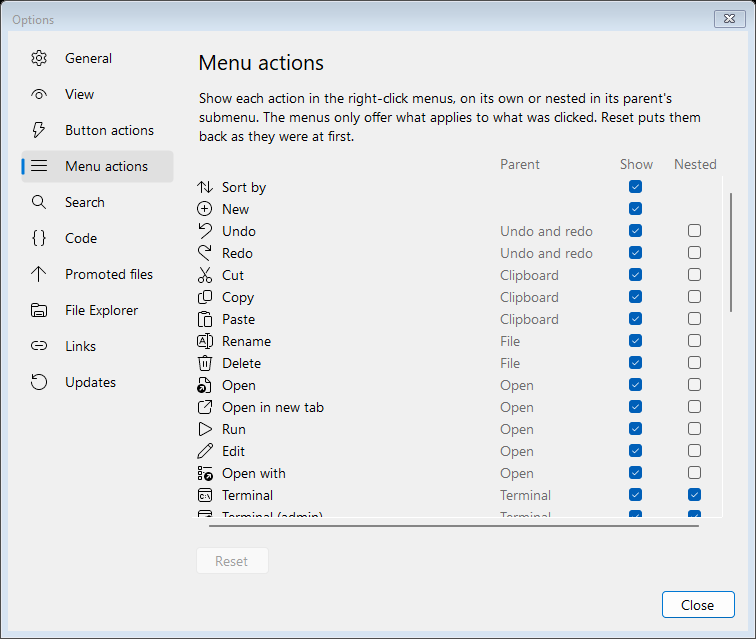 Options
General
View
Button actions
Menu actions
Search
Code
Promoted files
File Explorer
Links
Updates
Menu actions
Show each action in the right-click menus, on its own or nested in its parent's
submenu. The menus only offer what applies to what was clicked. Reset puts them
back as they were at first.
Parent Show Nested
Sort by
New
Undo Undo and redo
Redo Undo and redo
Cut Clipboard
Copy Clipboard
Paste Clipboard
Rename File
Delete File
Open Open
Open in new tab Open
Run Open
Edit Open
Open with Open
Terminal Terminal
Terminal (admin) Terminal
Reset
Close